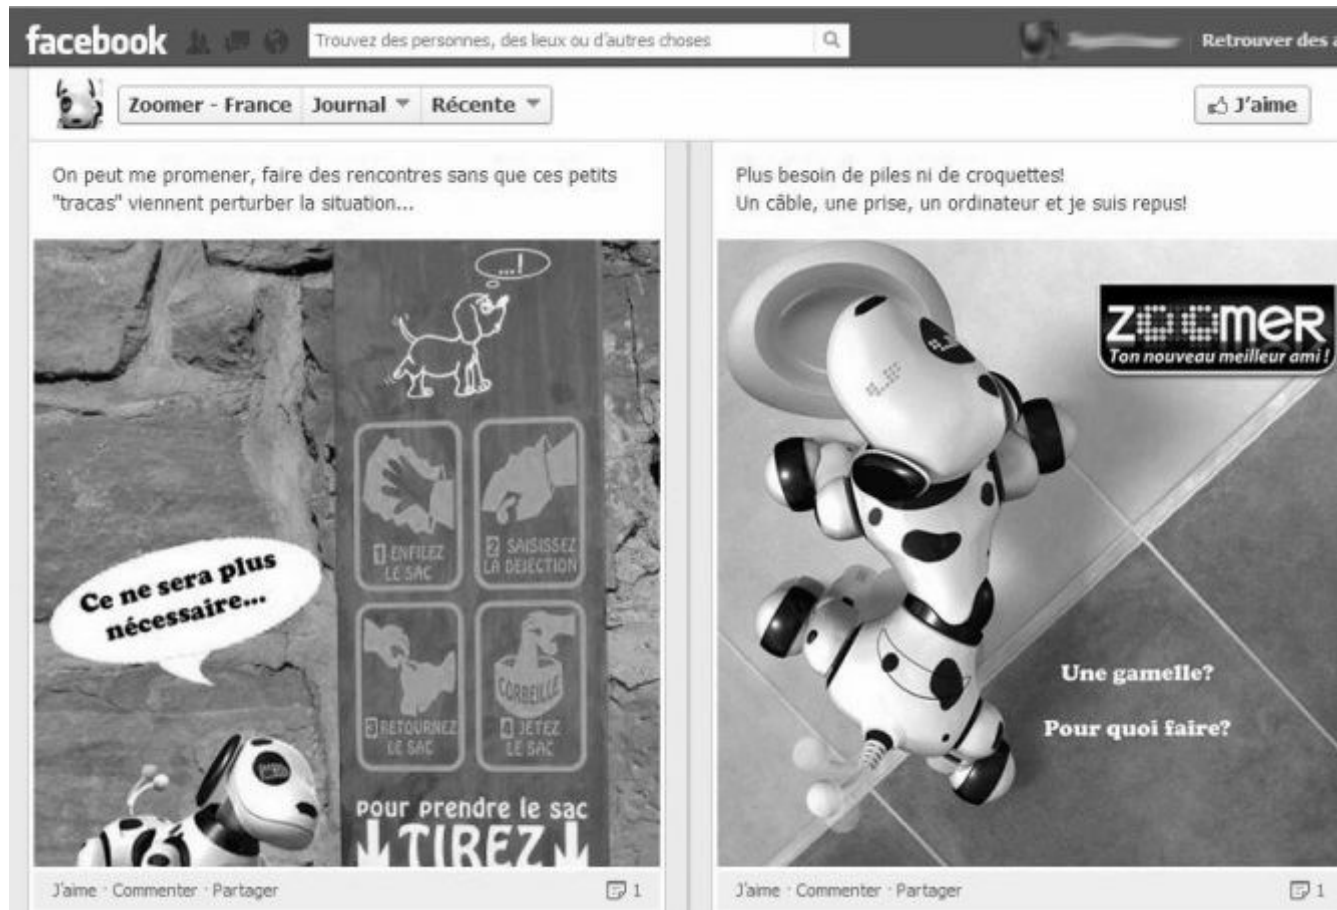 facebook
Trouvez des personnes, des lieux ou d'autres choses
Retrouver des a
Zoomer - France Journal Récente
J'aime
On peut me promener, faire des rencontres sans que ces petits
"tracas" viennent perturber la situation...
...!
1 ENFILEZ
LE SAC
2 SAISISSEZ
LA DEJECTION
3 RETOURNEZ
LE SAC
CORBEILLE
4 JETEZ
LE SAC
Pour prendre le sac
TIREZ
Ce ne sera plus
nécessaire...
J'aime · Commenter · Partager 1
Plus besoin de piles ni de croquettes!
Un câble, une prise, un ordinateur et je suis repus!
ZOOMER
Ton nouveau meilleur ami !
Une gamelle?
Pour quoi faire?
J'aime · Commenter · Partager 1